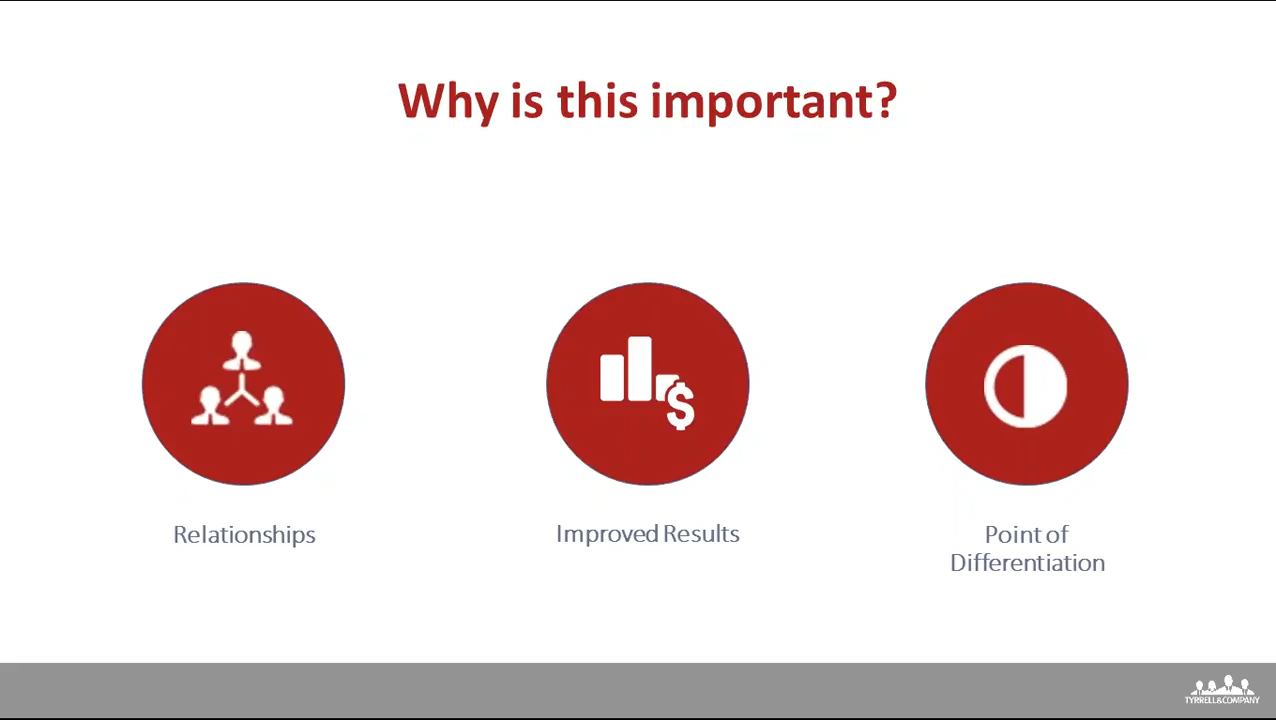 Why is this important?
Relationships
Improved Results
Point of
Differentiation
TYRRELL&COMPANY